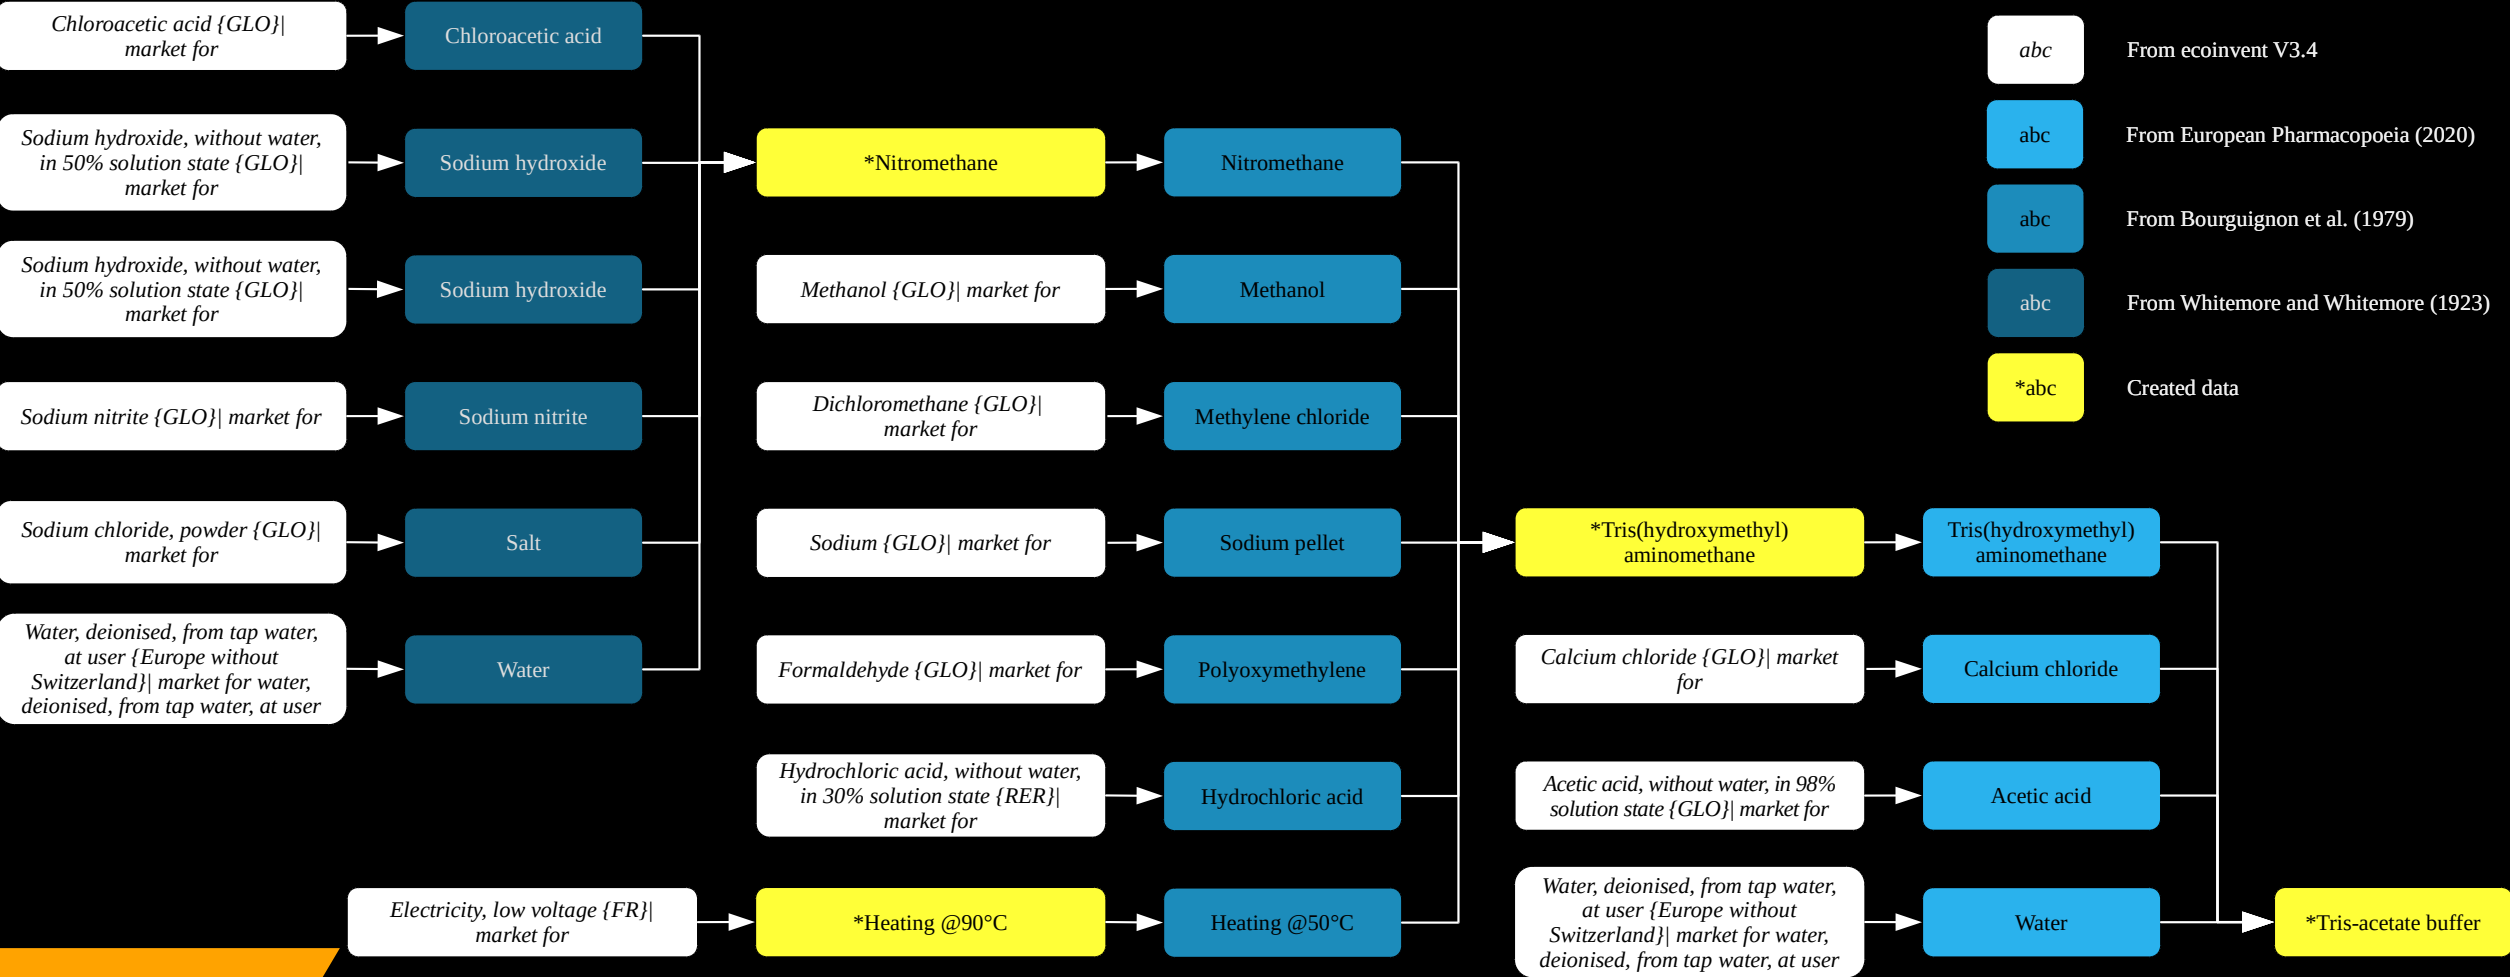 Chloroacetic acid {GLO}|
market for
Chloroacetic acid
Sodium hydroxide, without water,
in 50% solution state {GLO}|
market for
Sodium hydroxide
Sodium hydroxide, without water,
in 50% solution state {GLO}|
market for
Sodium hydroxide
Sodium nitrite {GLO}| market for
Sodium nitrite
Sodium chloride, powder {GLO}|
market for
Salt
Water, deionised, from tap water,
at user {Europe without
Switzerland}| market for water,
deionised, from tap water, at user
Water
*Nitromethane
Nitromethane
Methanol {GLO}| market for
Methanol
Dichloromethane {GLO}|
market for
Methylene chloride
Sodium {GLO}| market for
Sodium pellet
Formaldehyde {GLO}| market for
Polyoxymethylene
Hydrochloric acid, without water,
in 30% solution state {RER}|
market for
Hydrochloric acid
Electricity, low voltage {FR}|
market for
*Heating @90°C
Heating @50°C
*Tris(hydroxymethyl)
aminomethane
Tris(hydroxymethyl)
aminomethane
Calcium chloride {GLO}| market
for
Calcium chloride
Acetic acid, without water, in 98%
solution state {GLO}| market for
Acetic acid
Water, deionised, from tap water,
at user {Europe without
Switzerland}| market for water,
deionised, from tap water, at user
Water
*Tris-acetate buffer
abc From ecoinvent V3.4
abc From European Pharmacopoeia (2020)
abc From Bourguignon et al. (1979)
abc From Whitemore and Whitemore (1923)
*abc Created data